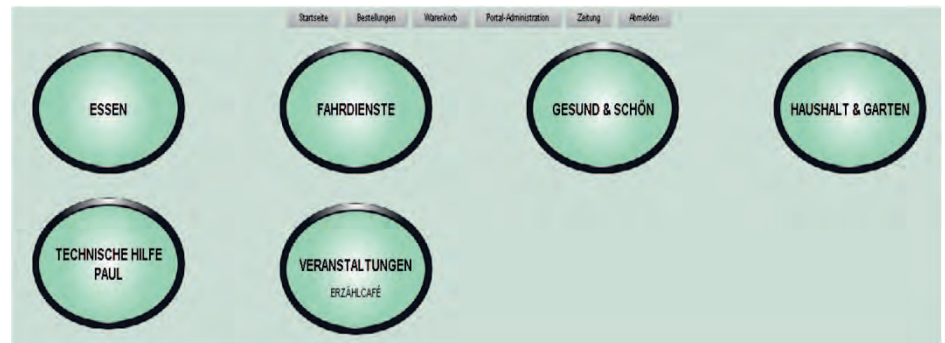 Startseite Bestellungen Warenkorb Portal-Administration Zeitung Abmelden
ESSEN FAHRDIENSTE GESUND & SCHÖN HAUSHALT & GARTEN
TECHNISCHE HILFE
PAUL
VERANSTALTUNGEN
ERZÄHLCAFÉ